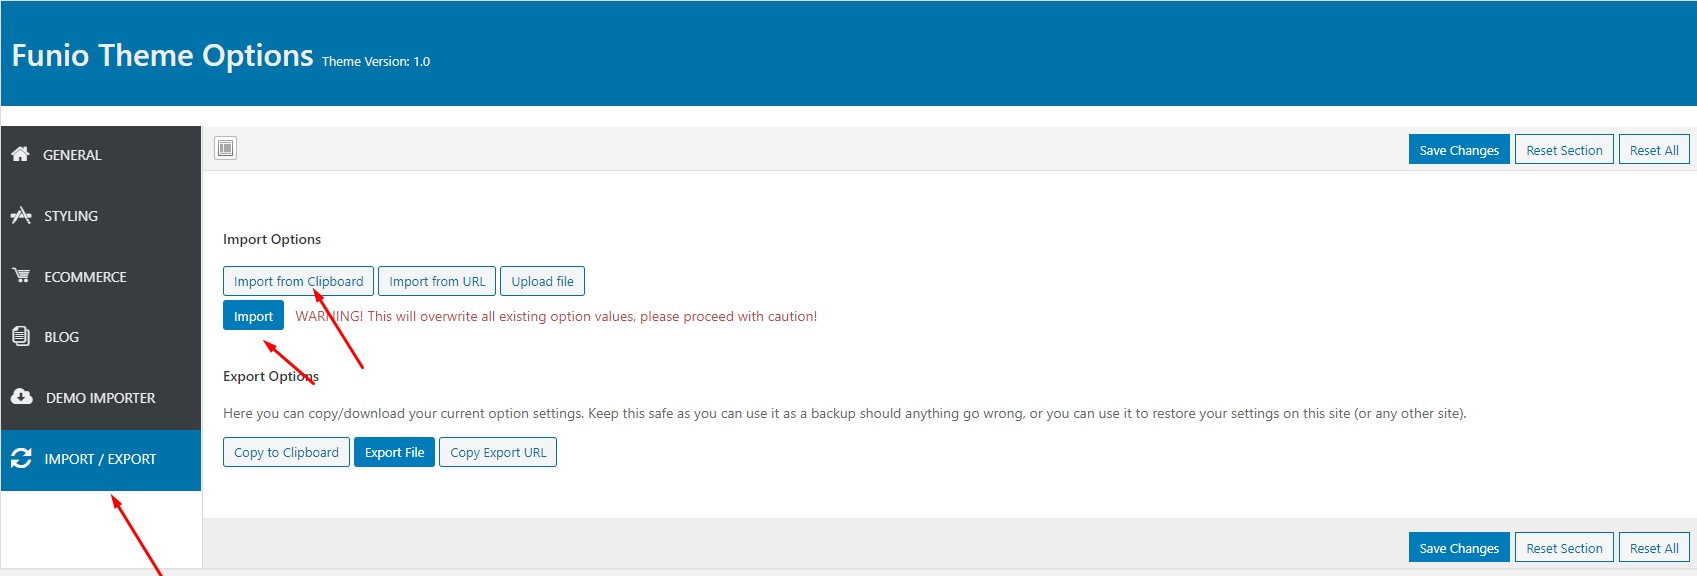 Funio Theme Options Theme Version: 1.0
GENERAL
STYLING
ECOMMERCE
BLOG
DEMO IMPORTER
IMPORT / EXPORT
Save Changes Reset Section Reset All
Import Options
Import from Clipboard Import from URL Upload file
Import WARNING! This will overwrite all existing option values, please proceed with caution!
Export Options
Here you can copy/download your current option settings. Keep this safe as you can use it as a backup should anything go wrong, or you can use it to restore your settings on this site (or any other site).
Copy to Clipboard Export File Copy Export URL
Save Changes Reset Section Reset All